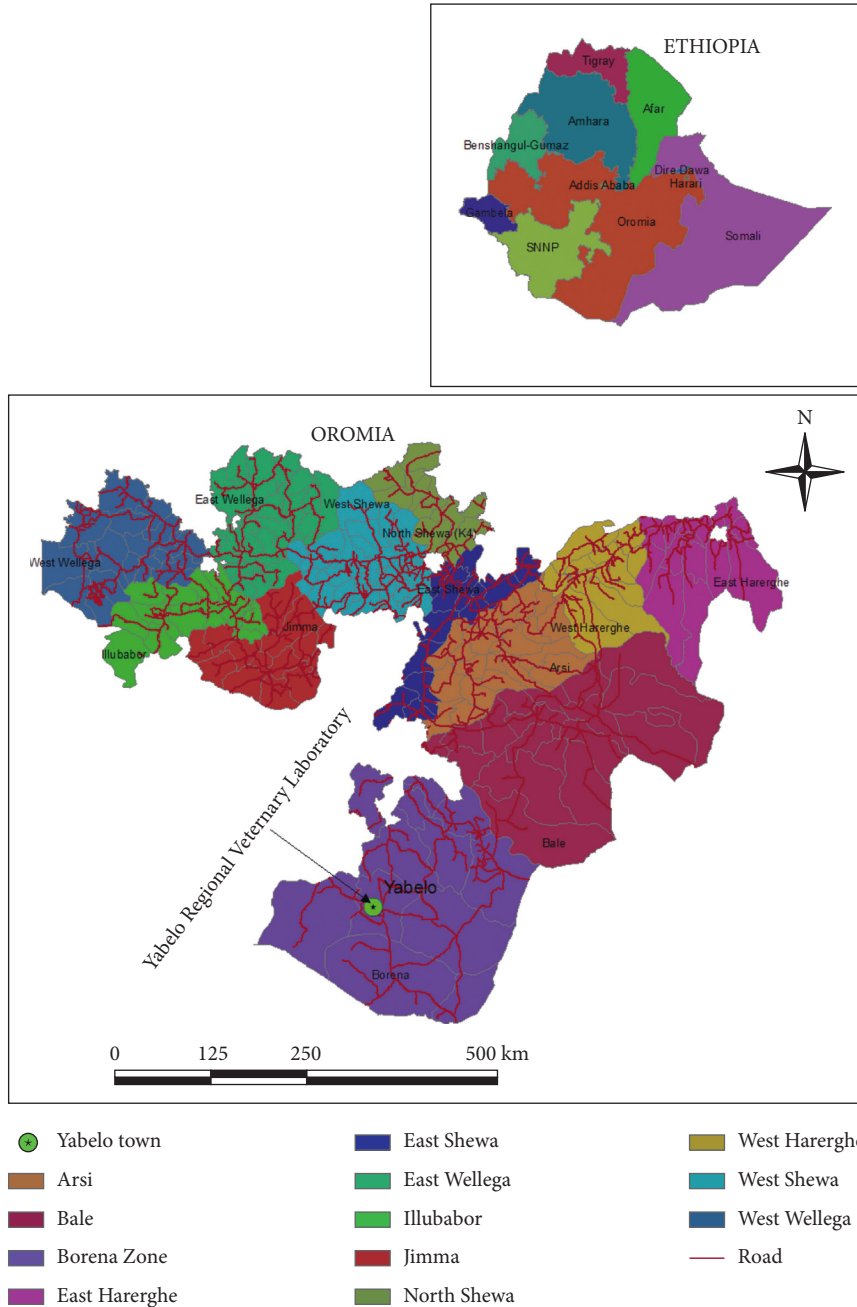 ETHIOPIA
Tigray
Afar
Amhara
Benshangul-Gumaz
Dire Dawa
Addis Ababa
Harari
Gambela
Oromia
SNNP
Somali
OROMIA
N
East Wellega
West Shewa
North Shewa (K4)
West Wellega
East Shewa
East Harerghe
Jimma
West Harerghe
Illubabor
Arsi
Yabelo Regional Veternary Laboratory
Bale
Yabelo
Borena
0 125 250 500 km
Yabelo town
East Shewa
West Harerghe
Arsi
East Wellega
West Shewa
Bale
Illubabor
West Wellega
Borena Zone
Jimma
Road
East Harerghe
North Shewa